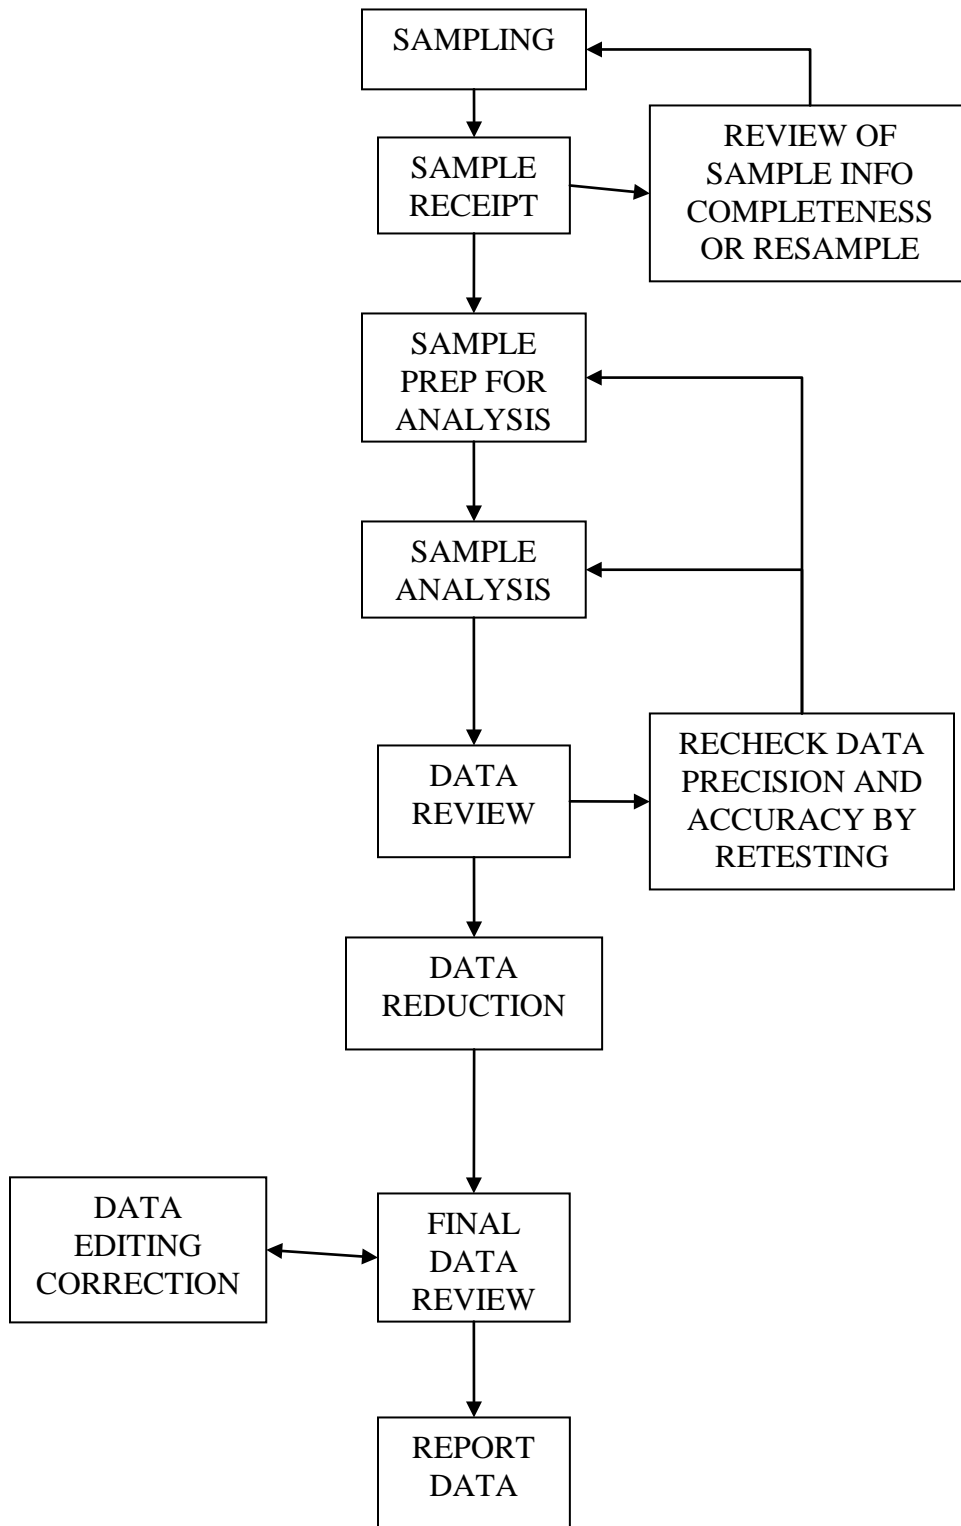 SAMPLING
REVIEW OF
SAMPLE INFO
COMPLETENESS
OR RESAMPLE
SAMPLE
RECEIPT
SAMPLE
PREP FOR
ANALYSIS
SAMPLE
ANALYSIS
DATA
REVIEW
RECHECK DATA
PRECISION AND
ACCURACY BY
RETESTING
DATA
REDUCTION
DATA
EDITING
CORRECTION
FINAL
DATA
REVIEW
REPORT
DATA